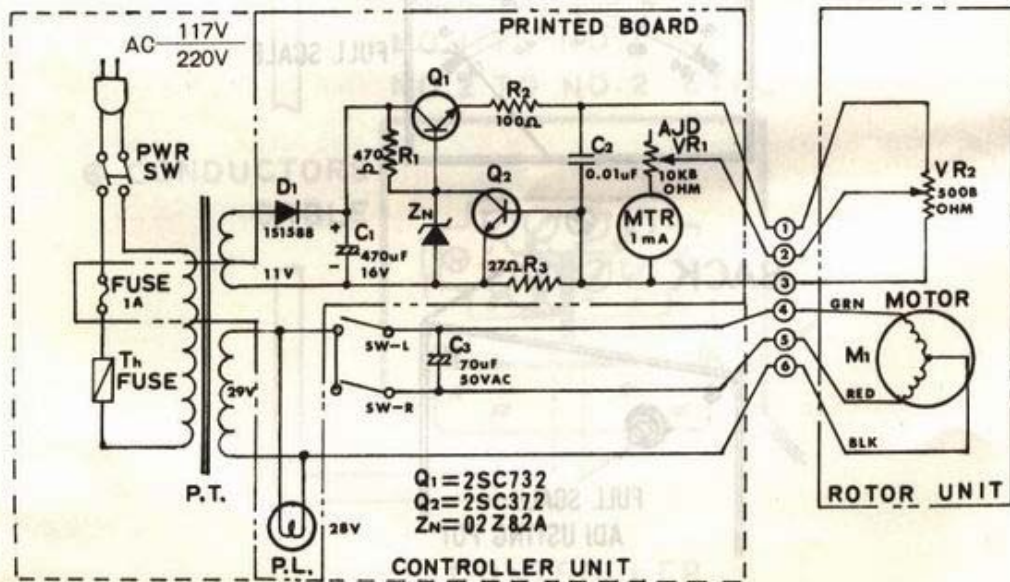 AC 117V
220V
PRINTED BOARD
PWR
SW
FUSE
1A
Th
FUSE
P.T.
11V
29V
D1
1S1588
+
C1
470uF
16V
-
470
Ω
R1
Q1
R2
100Ω
ZN
Q2
C2
0.01uF
AJD
VR1
10KB
OHM
MTR
1mA
27Ω R3
1
2
3
4
5
6
VR2
500B
OHM
GRN
MOTOR
M1
RED
BLK
SW-L
C3
70uF
50VAC
SW-R
Q1=2SC732
Q2=2SC372
ZN=02Z8.2A
28V
P.L.
CONTROLLER UNIT
ROTOR UNIT